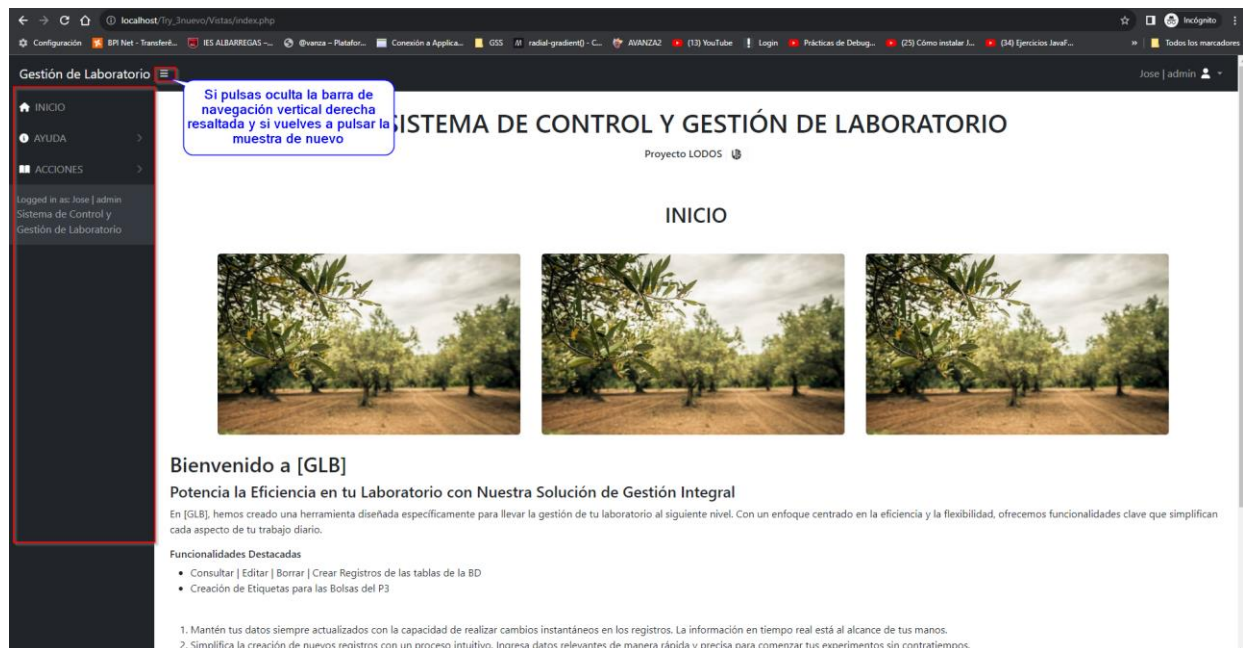 localhost/Try_3nuevo/Vistas/index.php
Incógnito
Configuración
BPI Net - Transferê...
IES ALBARREGAS –...
@vanza – Platafor...
Conexión a Applica...
GSS
radial-gradient() - C...
AVANZA2
(13) YouTube
Login
Prácticas de Debug...
(25) Cómo instalar J...
(34) Ejercicios JavaF...
»
Todos los marcadores
Gestión de Laboratorio
Jose | admin
Si pulsas oculta la barra de
navegación vertical derecha
resaltada y si vuelves a pulsar la
muestra de nuevo
INICIO
AYUDA
ACCIONES
Logged in as: Jose | admin
Sistema de Control y
Gestión de Laboratorio
SISTEMA DE CONTROL Y GESTIÓN DE LABORATORIO
Proyecto LODOS
INICIO
Bienvenido a [GLB]
Potencia la Eficiencia en tu Laboratorio con Nuestra Solución de Gestión Integral
En [GLB], hemos creado una herramienta diseñada específicamente para llevar la gestión de tu laboratorio al siguiente nivel. Con un enfoque centrado en la eficiencia y la flexibilidad, ofrecemos funcionalidades clave que simplifican
cada aspecto de tu trabajo diario.
Funcionalidades Destacadas
• Consultar | Editar | Borrar | Crear Registros de las tablas de la BD
• Creación de Etiquetas para las Bolsas del P3
1. Mantén tus datos siempre actualizados con la capacidad de realizar cambios instantáneos en los registros. La información en tiempo real está al alcance de tus manos.
2. Simplifica la creación de nuevos registros con un proceso intuitivo. Ingresa datos relevantes de manera rápida y precisa para comenzar tus experimentos sin contratiempos.